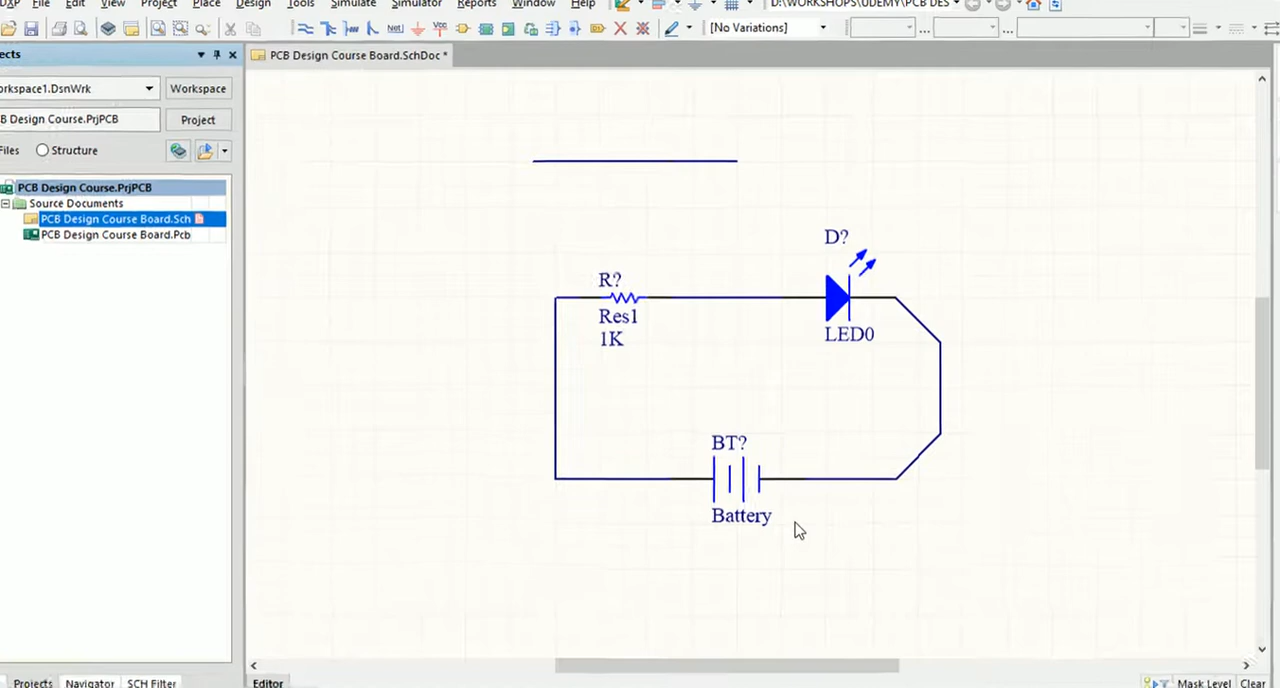 DXP File Edit View Project Place Design Tools Simulate Simulator Reports Window Help D:\WORKSHOPS\UDEMY\PCB DES
Net Vcc [No Variations] ... ...
ects
PCB Design Course Board.SchDoc *
orkspace1.DsnWrk Workspace
B Design Course.PrjPCB Project
Files Structure
PCB Design Course.PrjPCB
Source Documents
PCB Design Course Board.Sch
PCB Design Course Board.Pcb
D?
R?
Res1
LED0
1K
BT?
Battery
Projects Navigator SCH Filter Editor Mask Level Clear